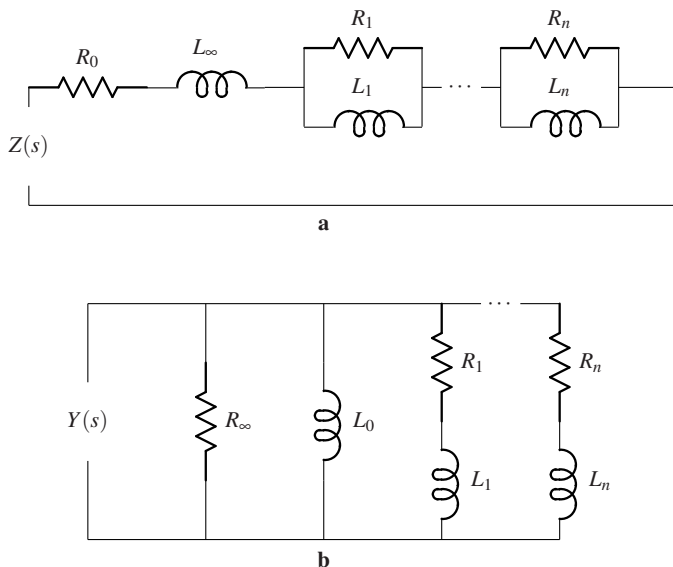 R₁ Rₙ
R₀ L∞
L₁ ··· Lₙ
Z(s)
a
···
R₁ Rₙ
Y(s) R∞ L₀
L₁ Lₙ
b